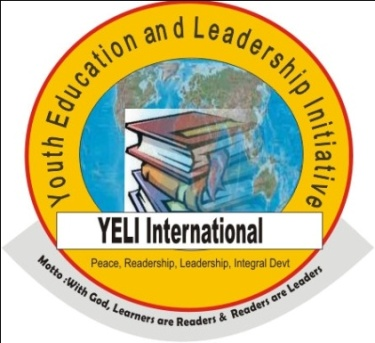 Youth Education and Leadership Initiative
YELI International
Peace, Readership, Leadership, Integral Devt
Motto :With God, Learners are Readers & Readers are Leaders